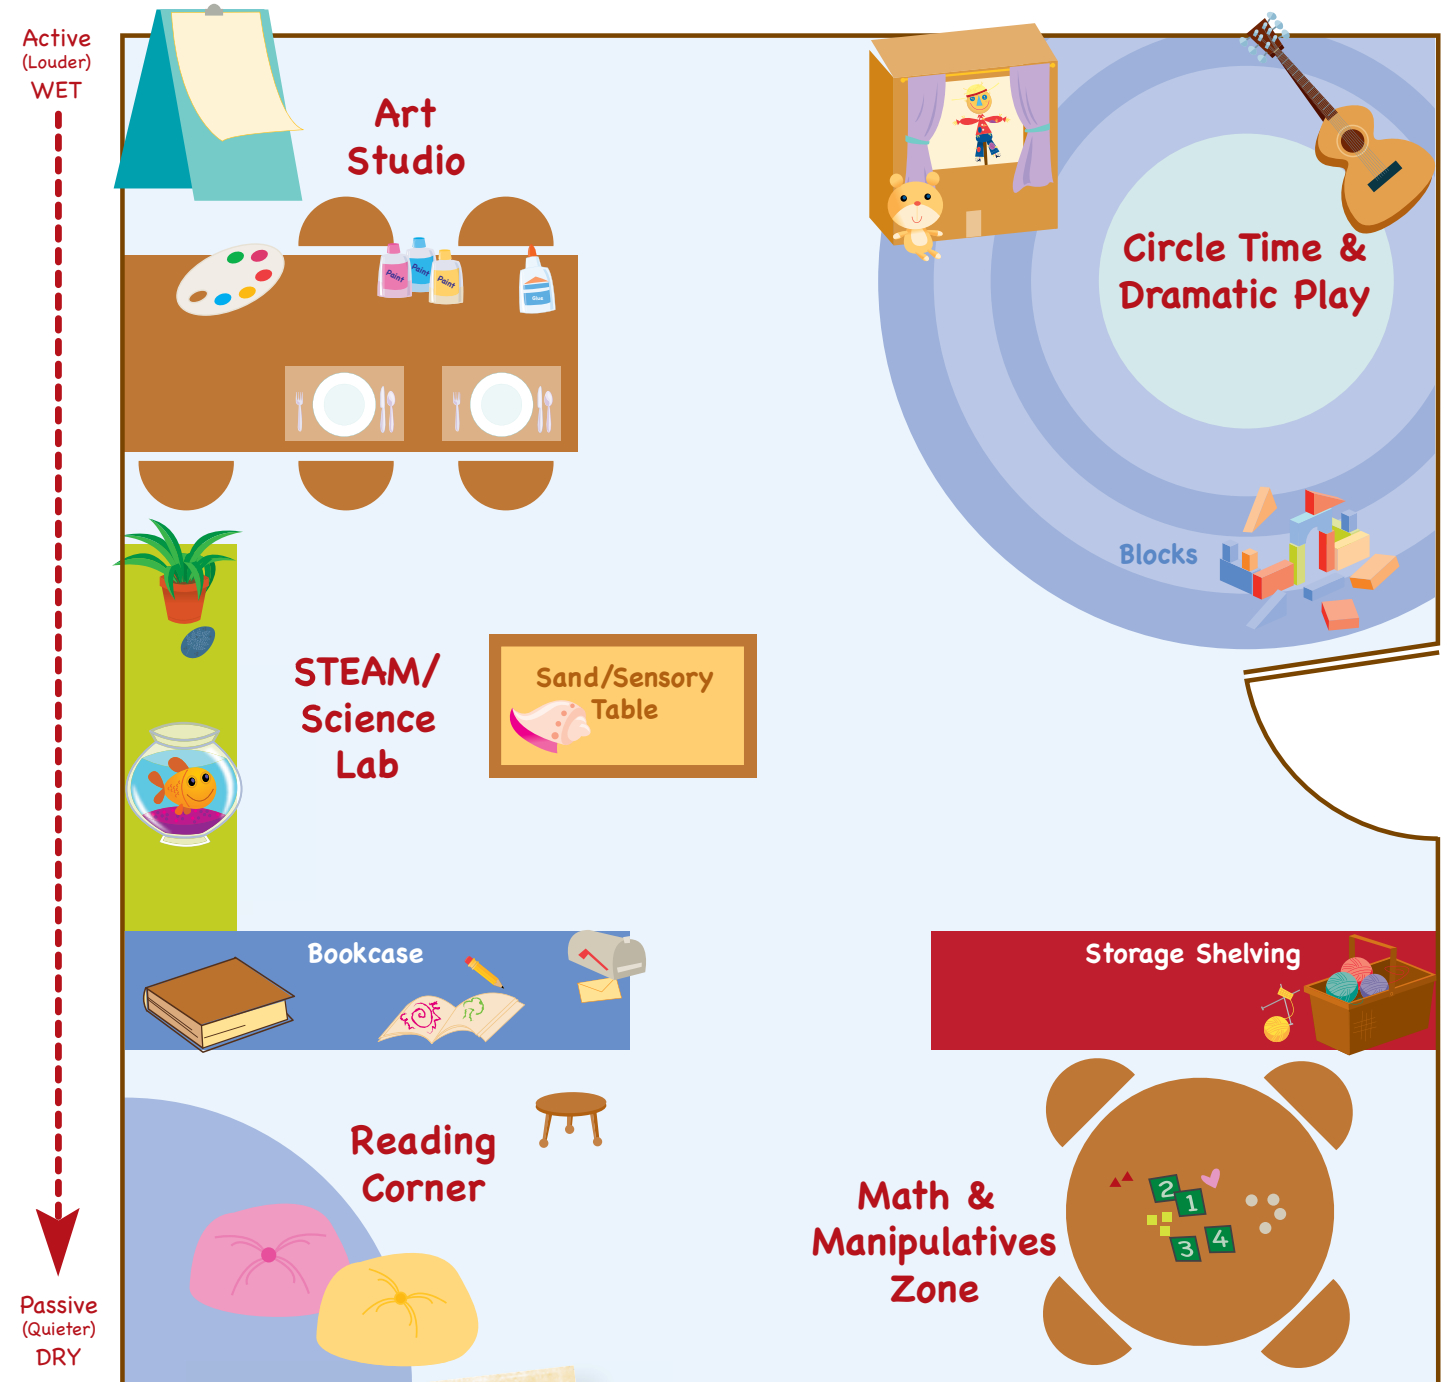 Active
(Louder)
WET
Art
Studio
Paint
Paint
Paint
Glue
Circle Time &
Dramatic Play
Blocks
STEAM/
Science
Lab
Sand/Sensory
Table
Bookcase
Storage Shelving
Reading
Corner
Math &
Manipulatives
Zone
2
1
3
4
Passive
(Quieter)
DRY